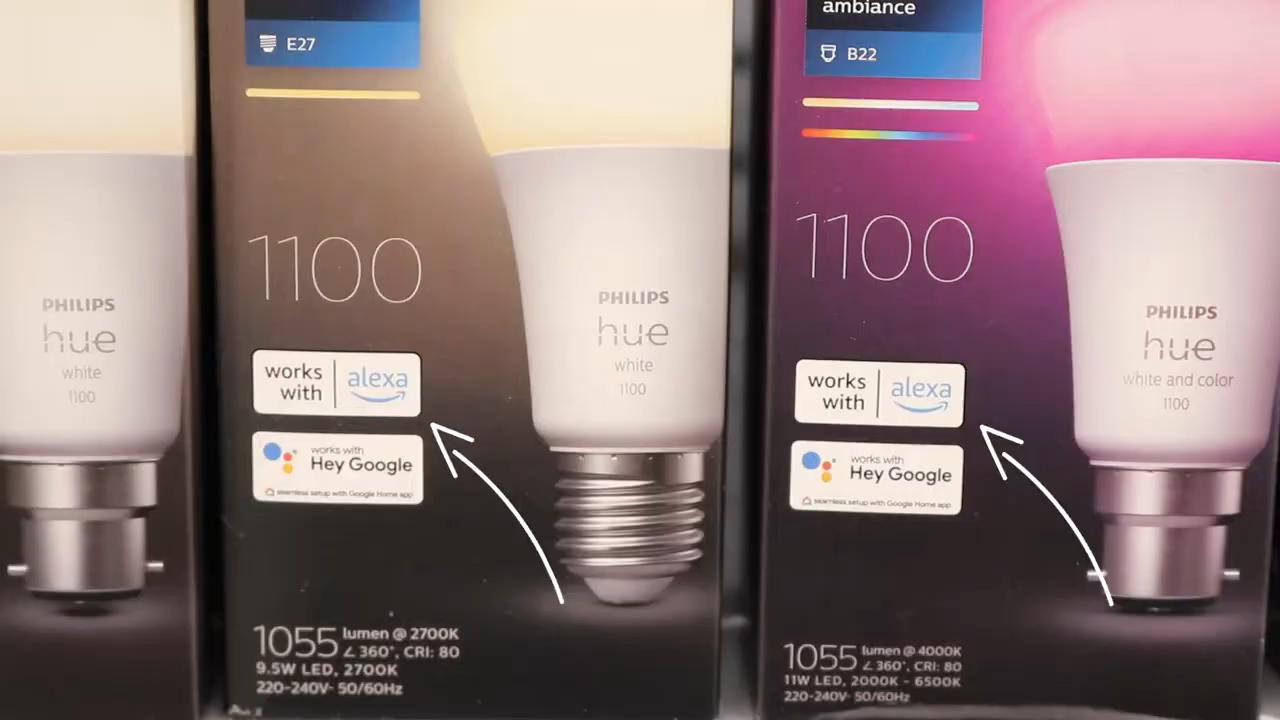 PHILIPS
hue
white
1100
E27
1100
PHILIPS
hue
white
1100
works with | alexa
works with
Hey Google
seamless setup with Google Home app
1055 lumen @ 2700K
∠ 360°, CRI: 80
9.5W LED, 2700K
220-240V~ 50/60Hz
ambiance
B22
1100
PHILIPS
hue
white and color
1100
works with | alexa
works with
Hey Google
seamless setup with Google Home app
1055 lumen @ 4000K
∠ 360°, CRI: 80
11W LED, 2000K - 6500K
220-240V~ 50/60Hz